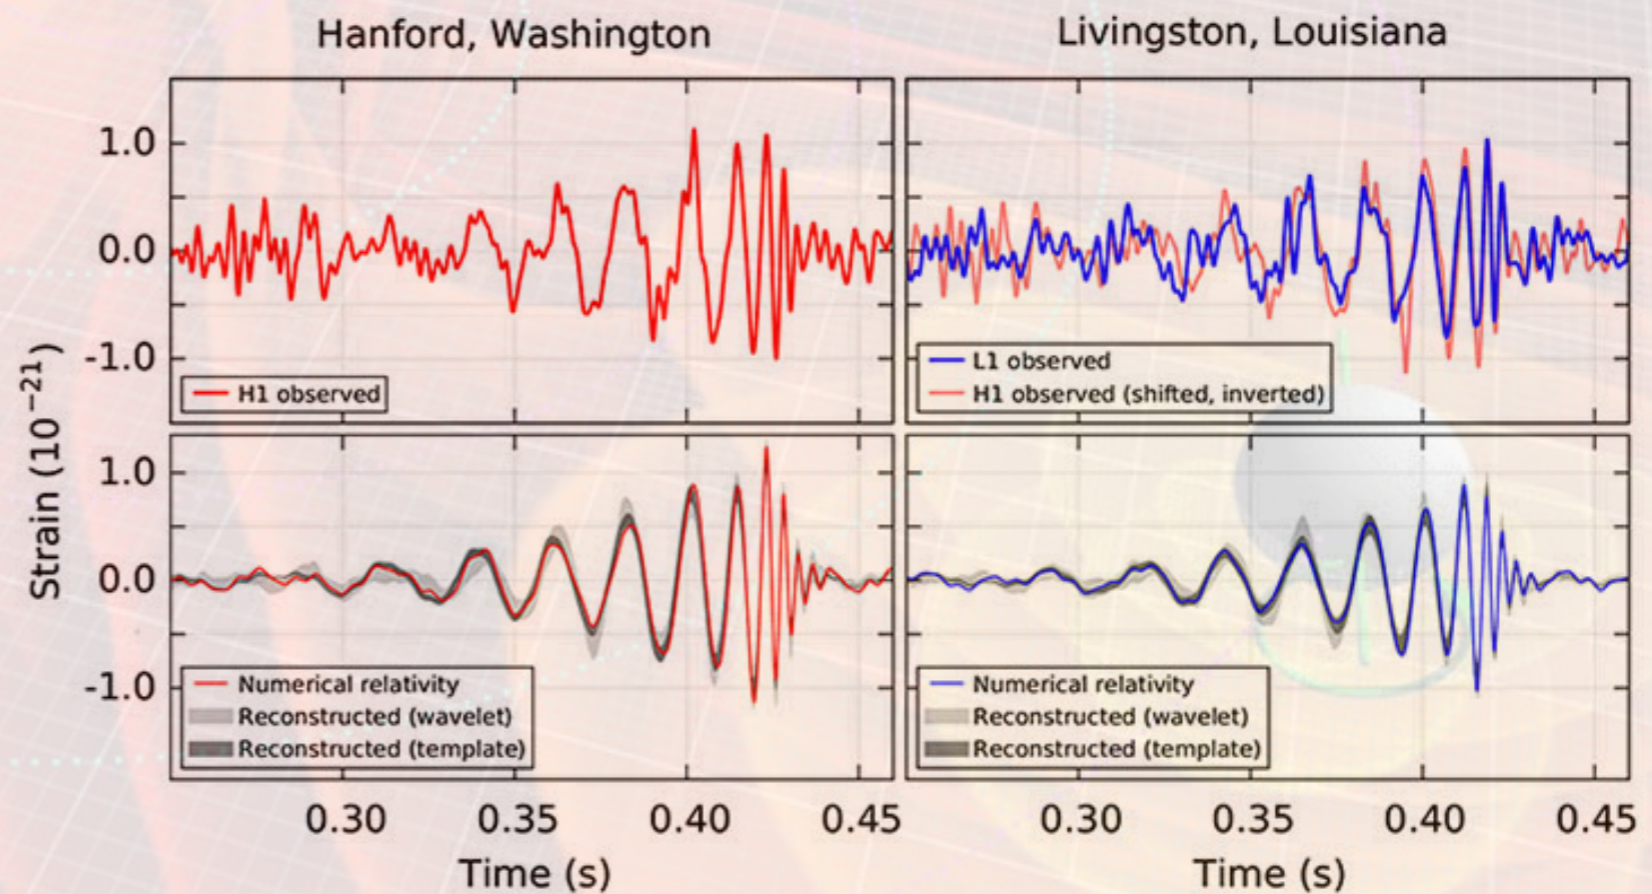 Hanford, Washington
Livingston, Louisiana
Strain (10⁻²¹)
1.0
0.0
-1.0
H1 observed
L1 observed
H1 observed (shifted, inverted)
1.0
0.0
-1.0
Numerical relativity
Reconstructed (wavelet)
Reconstructed (template)
Numerical relativity
Reconstructed (wavelet)
Reconstructed (template)
0.30 0.35 0.40 0.45
0.30 0.35 0.40 0.45
Time (s)
Time (s)